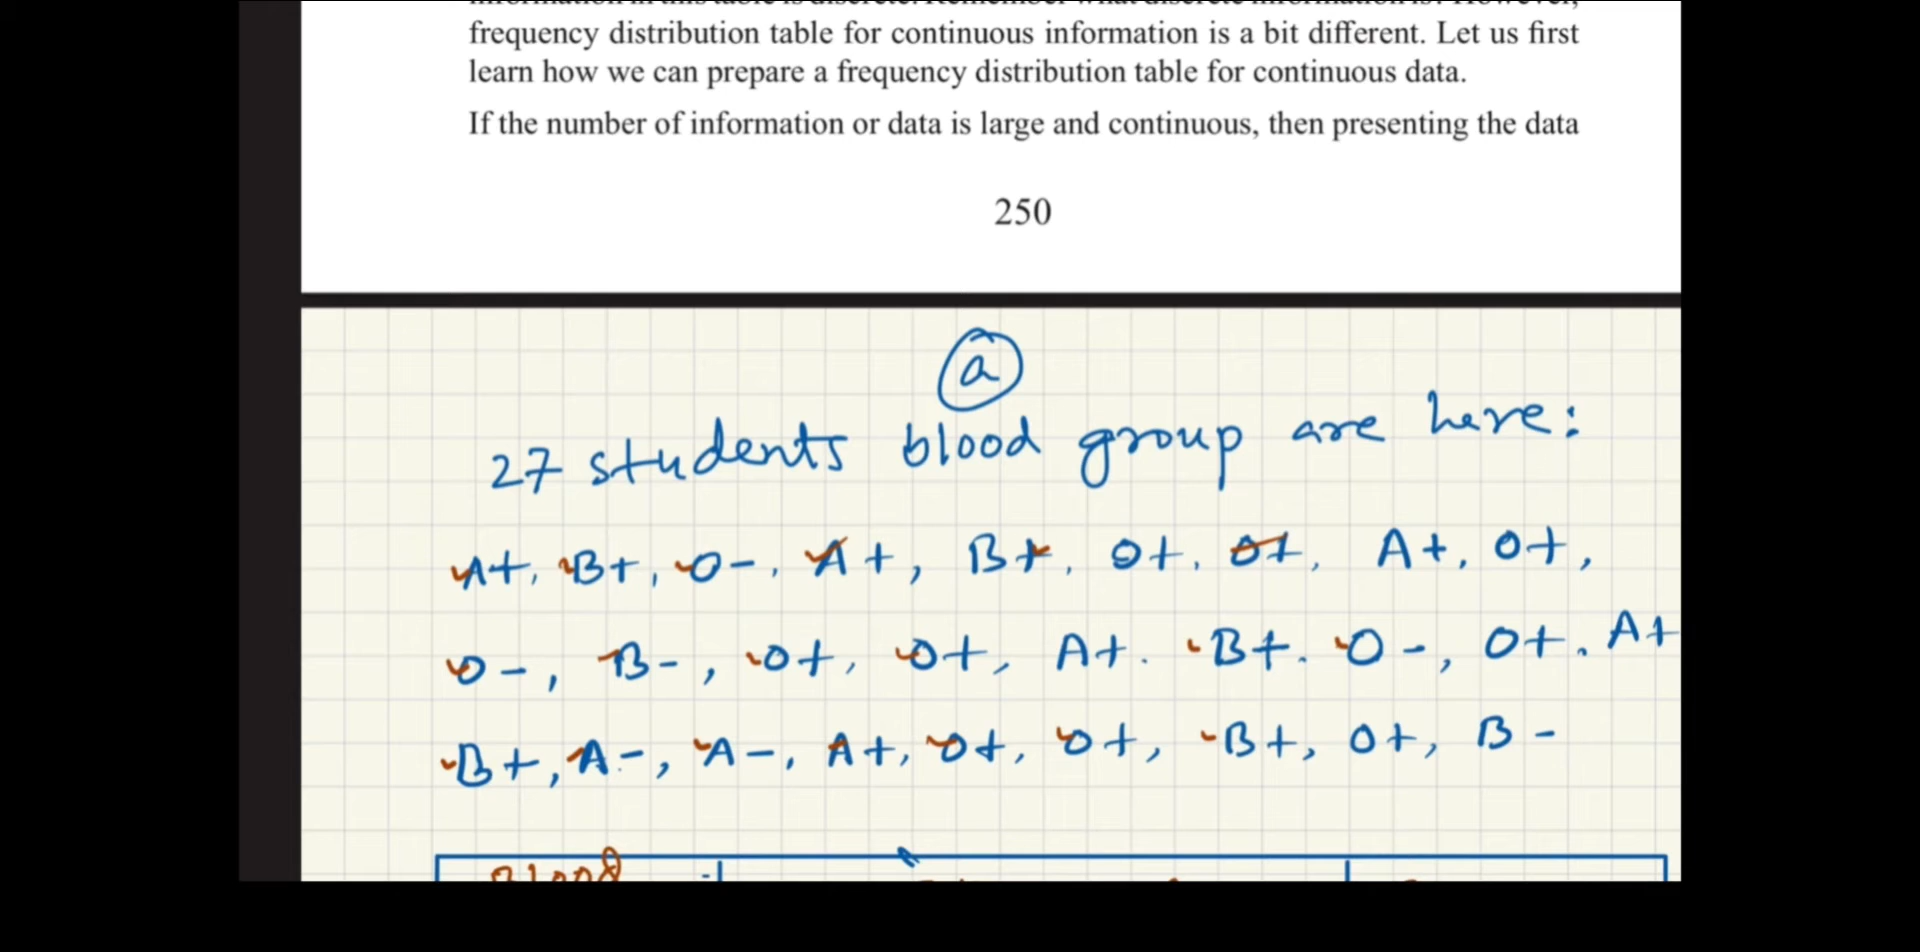 frequency distribution table for continuous information is a bit different. Let us first
learn how we can prepare a frequency distribution table for continuous data.
If the number of information or data is large and continuous, then presenting the data
250
a
27 students blood group are here:
A+, B+, O-, A+, B+, O+, O+, A+, O+,
O-, B-, O+, O+, A+. B+. O-, O+, A+
B+, A-, A-, A+, O+, O+, B+, O+, B-
Blood